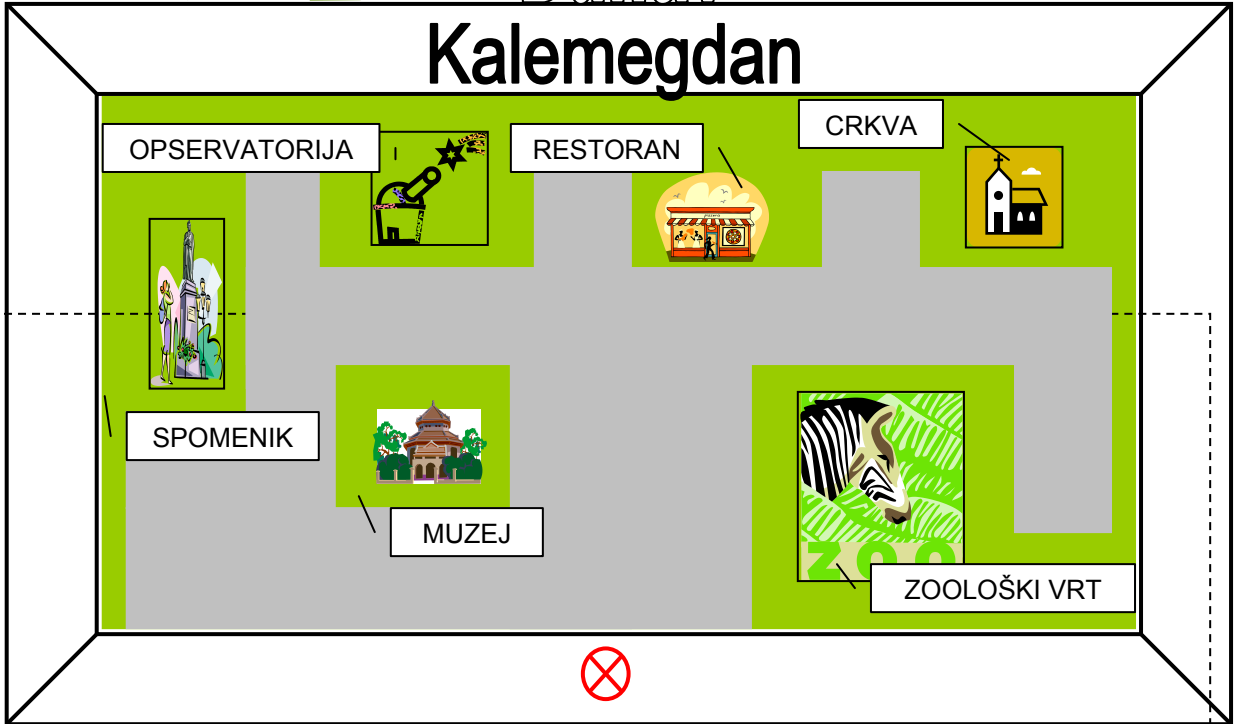 Kalemegdan
OPSERVATORIJA
RESTORAN
CRKVA
SPOMENIK
MUZEJ
ZOO
ZOOLOŠKI VRT